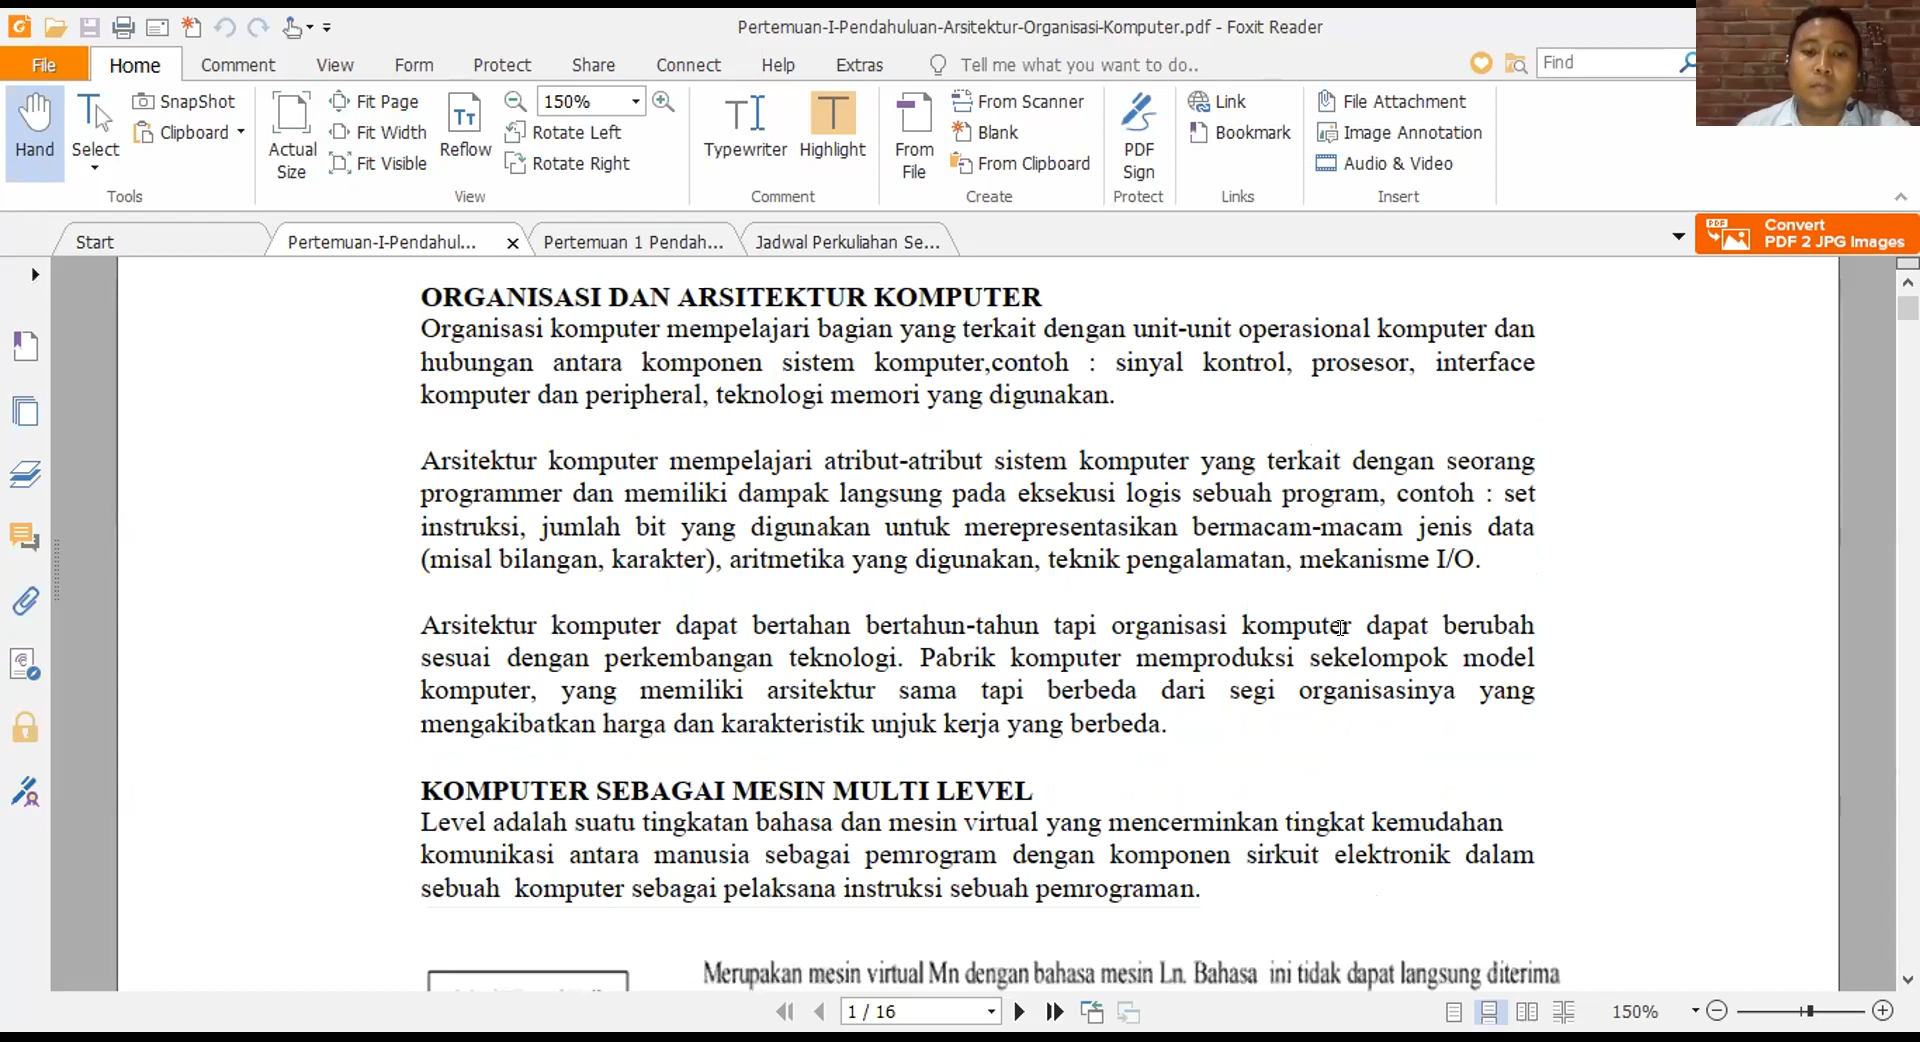 Pertemuan-I-Pendahuluan-Arsitektur-Organisasi-Komputer.pdf - Foxit Reader
File Home Comment View Form Protect Share Connect Help Extras Tell me what you want to do.. Find
Hand
Select
SnapShot
Clipboard
Tools
Actual Size
Fit Page
Fit Width
Fit Visible
Reflow
150%
Rotate Left
Rotate Right
View
Typewriter
Highlight
Comment
From File
From Scanner
Blank
From Clipboard
Create
PDF Sign
Protect
Link
Bookmark
Links
File Attachment
Image Annotation
Audio & Video
Insert
Start
Pertemuan-I-Pendahul...
Pertemuan 1 Pendah...
Jadwal Perkuliahan Se...
PDF
Convert
PDF 2 JPG Images
ORGANISASI DAN ARSITEKTUR KOMPUTER
Organisasi komputer mempelajari bagian yang terkait dengan unit-unit operasional komputer dan
hubungan antara komponen sistem komputer,contoh : sinyal kontrol, prosesor, interface
komputer dan peripheral, teknologi memori yang digunakan.
Arsitektur komputer mempelajari atribut-atribut sistem komputer yang terkait dengan seorang
programmer dan memiliki dampak langsung pada eksekusi logis sebuah program, contoh : set
instruksi, jumlah bit yang digunakan untuk merepresentasikan bermacam-macam jenis data
(misal bilangan, karakter), aritmetika yang digunakan, teknik pengalamatan, mekanisme I/O.
Arsitektur komputer dapat bertahan bertahun-tahun tapi organisasi komputer dapat berubah
sesuai dengan perkembangan teknologi. Pabrik komputer memproduksi sekelompok model
komputer, yang memiliki arsitektur sama tapi berbeda dari segi organisasinya yang
mengakibatkan harga dan karakteristik unjuk kerja yang berbeda.
KOMPUTER SEBAGAI MESIN MULTI LEVEL
Level adalah suatu tingkatan bahasa dan mesin virtual yang mencerminkan tingkat kemudahan
komunikasi antara manusia sebagai pemrogram dengan komponen sirkuit elektronik dalam
sebuah komputer sebagai pelaksana instruksi sebuah pemrograman.
Merupakan mesin virtual Mn dengan bahasa mesin Ln. Bahasa ini tidak dapat langsung diterima
1 / 16
150%